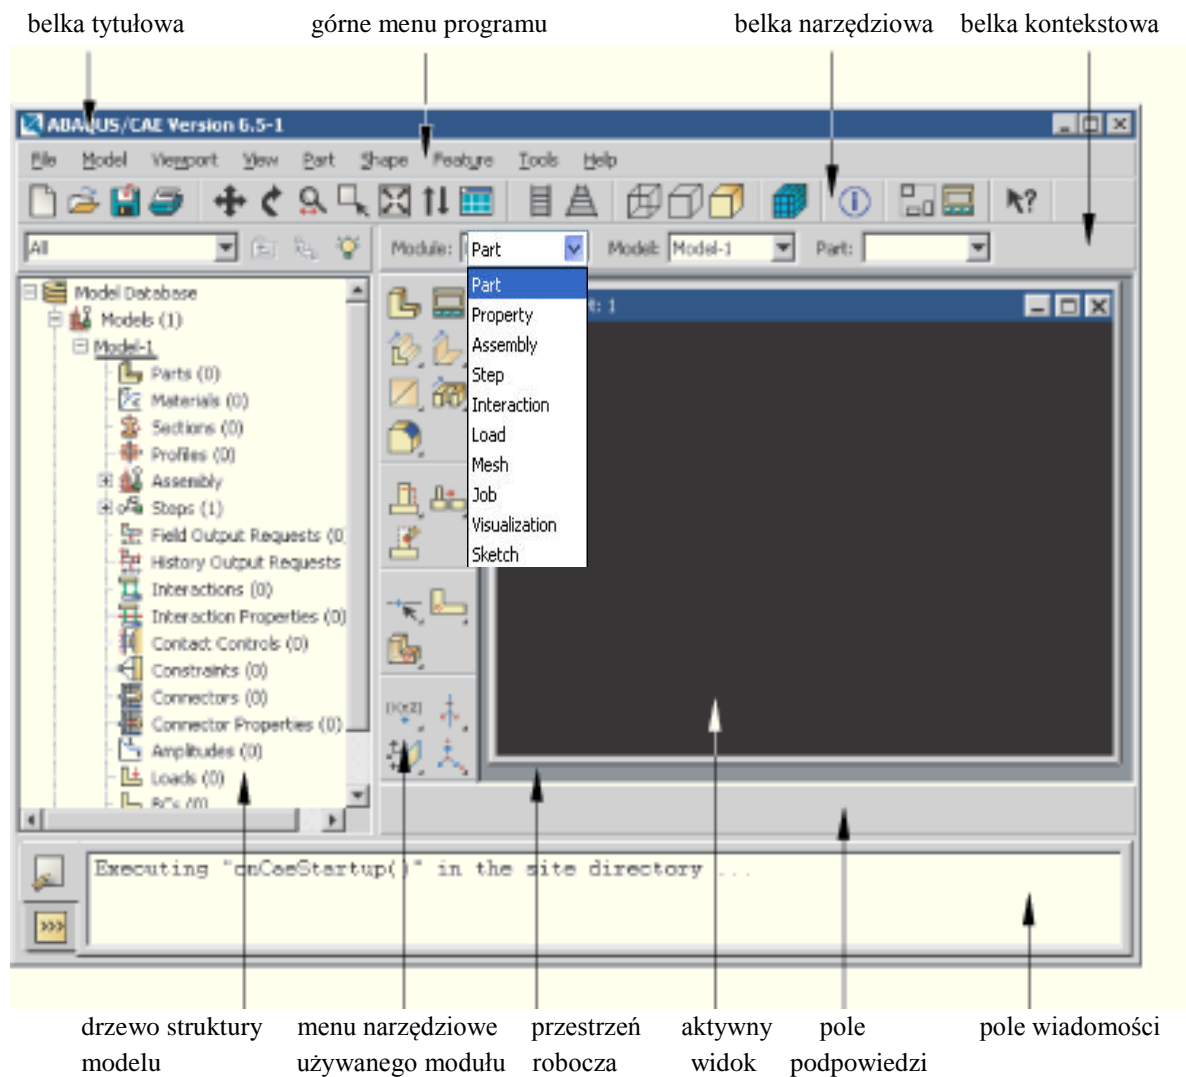 belka tytułowa górne menu programu belka narzędziowa belka kontekstowa
ABAQUS/CAE Version 6.5-1
File Model Viewport View Part Shape Feature Tools Help
All Module: Part Model: Model-1 Part:
Part
Property
Assembly
Step
Interaction
Load
Mesh
Job
Visualization
Sketch
t: 1
Model Database
Models (1)
Model-1
Parts (0)
Materials (0)
Sections (0)
Profiles (0)
Assembly
Steps (1)
Field Output Requests (0
History Output Requests
Interactions (0)
Interaction Properties (0)
Contact Controls (0)
Constraints (0)
Connectors (0)
Connector Properties (0)
Amplitudes (0)
Loads (0)
BCs (0)
Executing "onCaeStartup()" in the site directory ...
>>>
drzewo struktury menu narzędziowe przestrzeń aktywny pole pole wiadomości
modelu używanego modułu robocza widok podpowiedzi